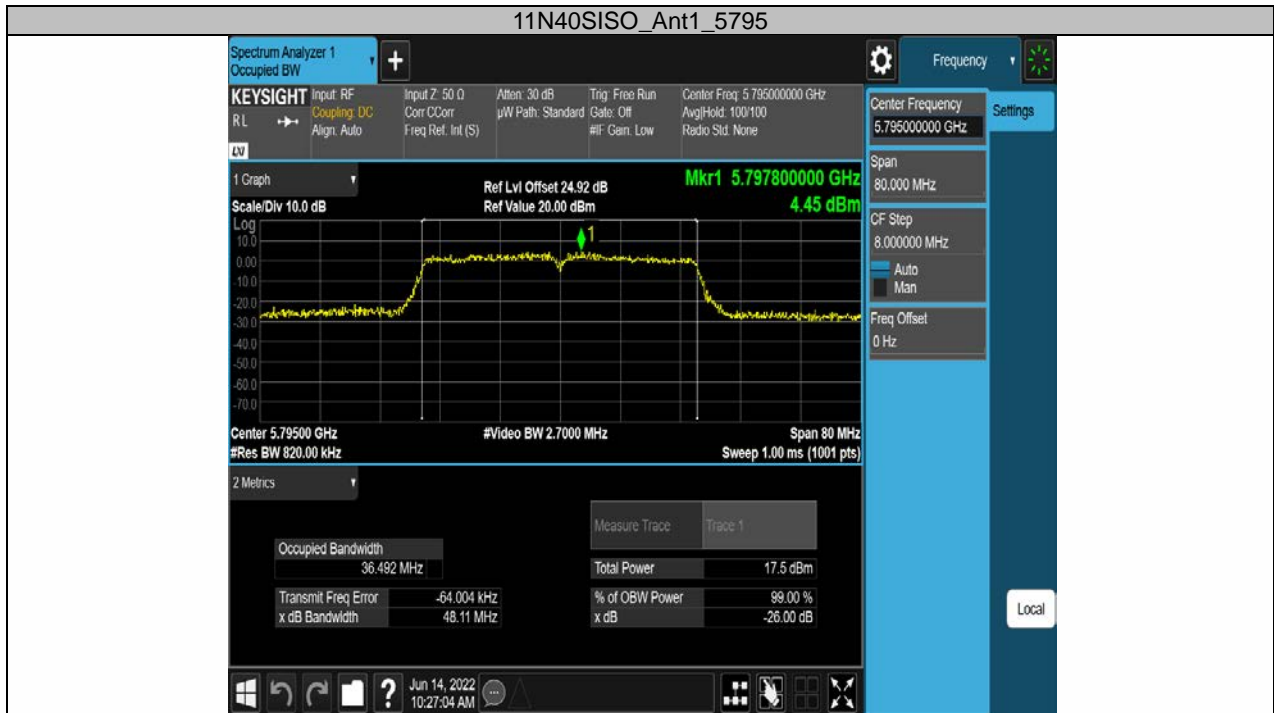 11N40SISO_Ant1_5795
Spectrum Analyzer 1
Occupied BW
+
Frequency
KEYSIGHT
RL
LXI
Input: RF
Coupling: DC
Align: Auto
Input Z: 50 Ω
Corr CCorr
Freq Ref: Int (S)
Atten: 30 dB
µW Path: Standard
Trig: Free Run
Gate: Off
#IF Gain: Low
Center Freq: 5.795000000 GHz
Avg|Hold: 100/100
Radio Std: None
Center Frequency
5.795000000 GHz
Settings
Span
80.000 MHz
CF Step
8.000000 MHz
Auto
Man
Freq Offset
0 Hz
Local
1 Graph
Scale/Div 10.0 dB
Ref Lvl Offset 24.92 dB
Ref Value 20.00 dBm
Mkr1 5.797800000 GHz
4.45 dBm
Log
10.0
0.00
-10.0
-20.0
-30.0
-40.0
-50.0
-60.0
-70.0
1
Center 5.79500 GHz
#Video BW 2.7000 MHz
Span 80 MHz
#Res BW 820.00 kHz
Sweep 1.00 ms (1001 pts)
2 Metrics
Measure Trace
Trace 1
Occupied Bandwidth
36.492 MHz
Total Power 17.5 dBm
Transmit Freq Error -64.004 kHz
% of OBW Power 99.00 %
x dB Bandwidth 48.11 MHz
x dB -26.00 dB
?
Jun 14, 2022
10:27:04 AM